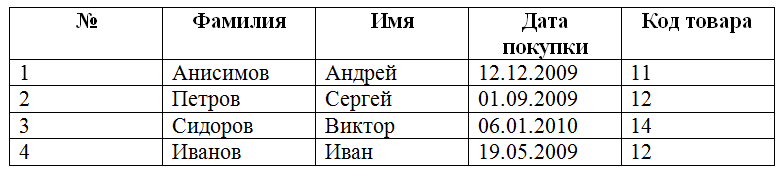 № Фамилия Имя Дата покупки Код товара
1 Анисимов Андрей 12.12.2009 11
2 Петров Сергей 01.09.2009 12
3 Сидоров Виктор 06.01.2010 14
4 Иванов Иван 19.05.2009 12